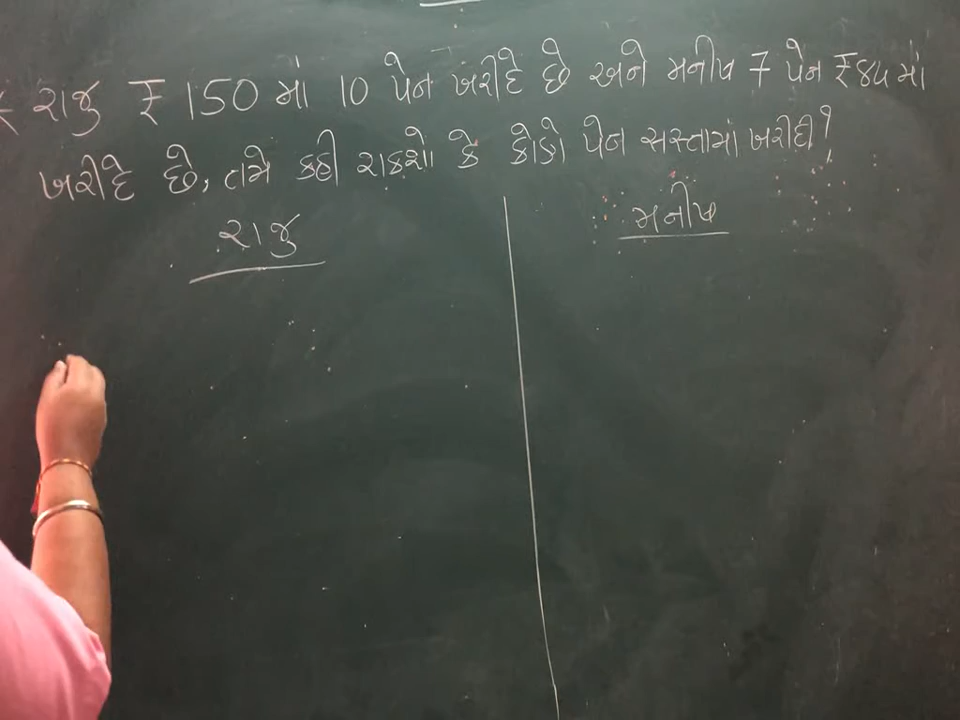 રાજુ ₹ 150 માં 10 પેન ખરીદે છે અને મનીષ 7 પેન ₹ 84 માં
ખરીદે છે, તમે કહી શકશો કે કોણે પેન સસ્તામાં ખરીદી?
રાજુ
મનીષ